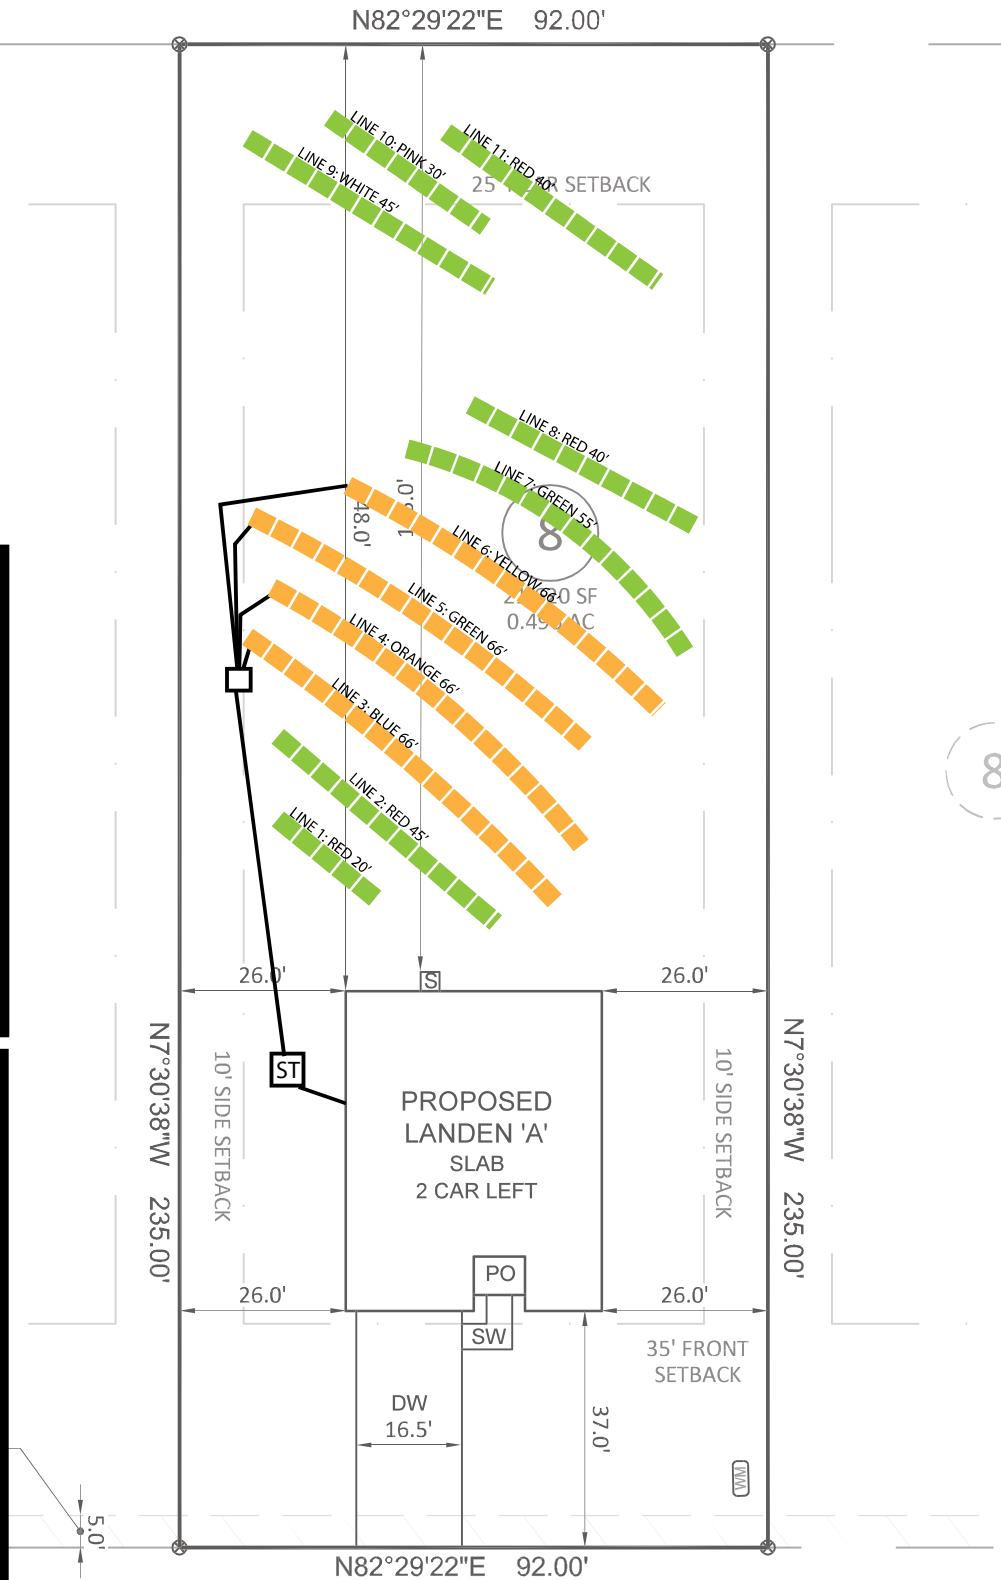 N82°29'22"E 92.00'
LINE 10: PINK 30'
LINE 11: RED 40'
LINE 9: WHITE 45'
25' REAR SETBACK
LINE 8: RED 40'
LINE 7: GREEN 55'
48.0'
8
LINE 6: YELLOW 66'
SF
0.496 AC
LINE 5: GREEN 66'
LINE 4: ORANGE 66'
LINE 3: BLUE 66'
8
LINE 2: RED 45'
LINE 1: RED 20'
26.0'
S
26.0'
N7°30'38"W 235.00'
10' SIDE SETBACK
ST
PROPOSED
LANDEN 'A'
SLAB
2 CAR LEFT
10' SIDE SETBACK
N7°30'38"W 235.00'
PO
26.0'
26.0'
SW
35' FRONT
SETBACK
DW
16.5'
37.0'
WM
5.0'
N82°29'22"E 92.00'